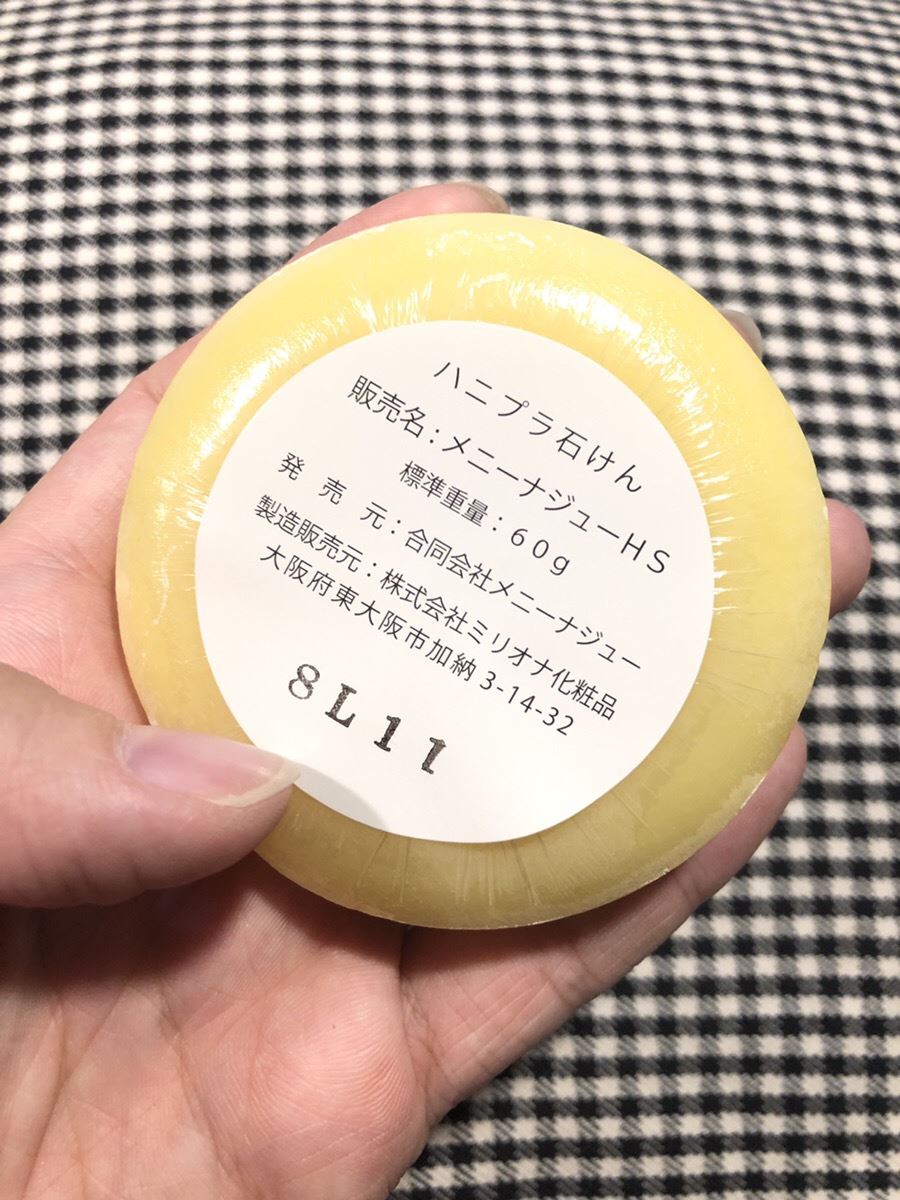 ハニプラ石けん
販売名：メニーナジューHS
標準重量：60g
発売元：合同会社メニーナジュー
製造販売元：株式会社ミリオナ化粧品
大阪府東大阪市加納3-14-32
8L11